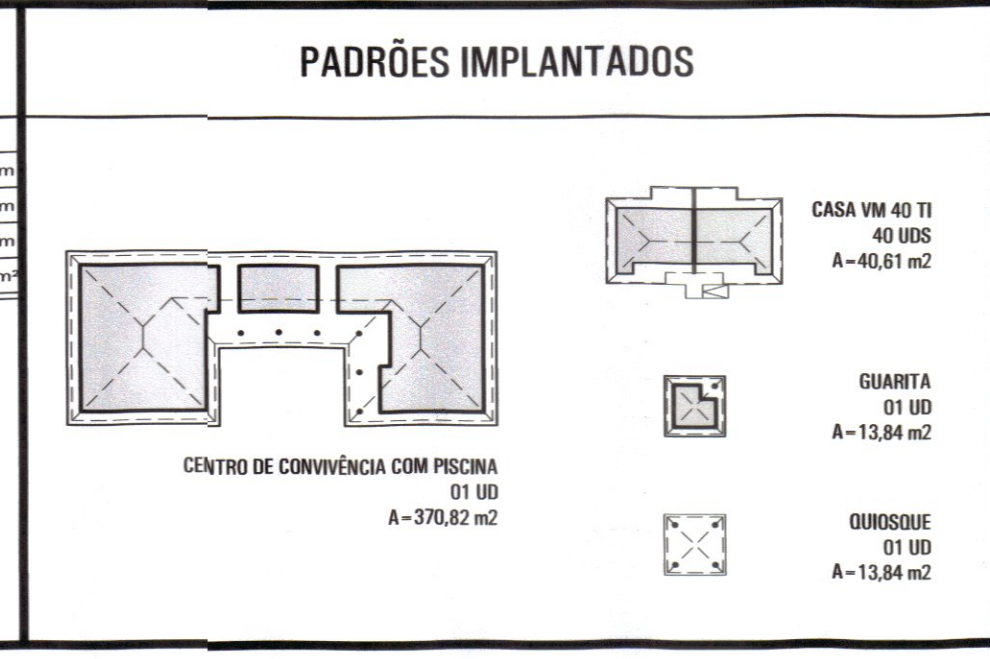 PADRÕES IMPLANTADOS
m
m
m
m²
CASA VM 40 TI
40 UDS
A=40,61 m2
GUARITA
01 UD
A=13,84 m2
CENTRO DE CONVIVÊNCIA COM PISCINA
01 UD
A=370,82 m2
QUIOSQUE
01 UD
A=13,84 m2